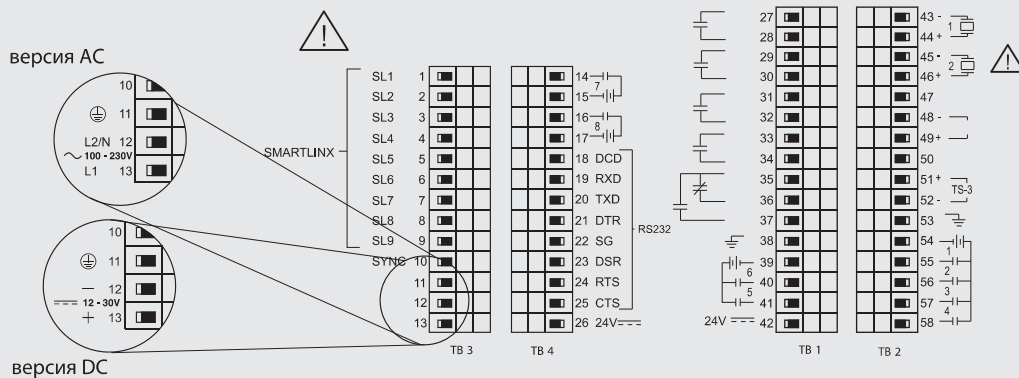 версия AC
10
11
L2/N 12
100 - 230V
L1 13
10
11
12
12 - 30V
13
версия DC
SMARTLINX
SL1 1
SL2 2
SL3 3
SL4 4
SL5 5
SL6 6
SL7 7
SL8 8
SL9 9
SYNC 10
11
12
13
TB 3
14
7
15
16
8
17
18 DCD
19 RXD
20 TXD
21 DTR
22 SG
23 DSR
24 RTS
25 CTS
RS232
26 24V
TB 4
27
28
29
30
31
32
33
34
35
36
37
38
39
6
40
5
41
24V 42
TB 1
43 -
1
44 +
45 -
2
46 +
47
48 -
49 +
50
51 +
TS-3
52 -
53
54
1
55
2
56
3
57
4
58
TB 2